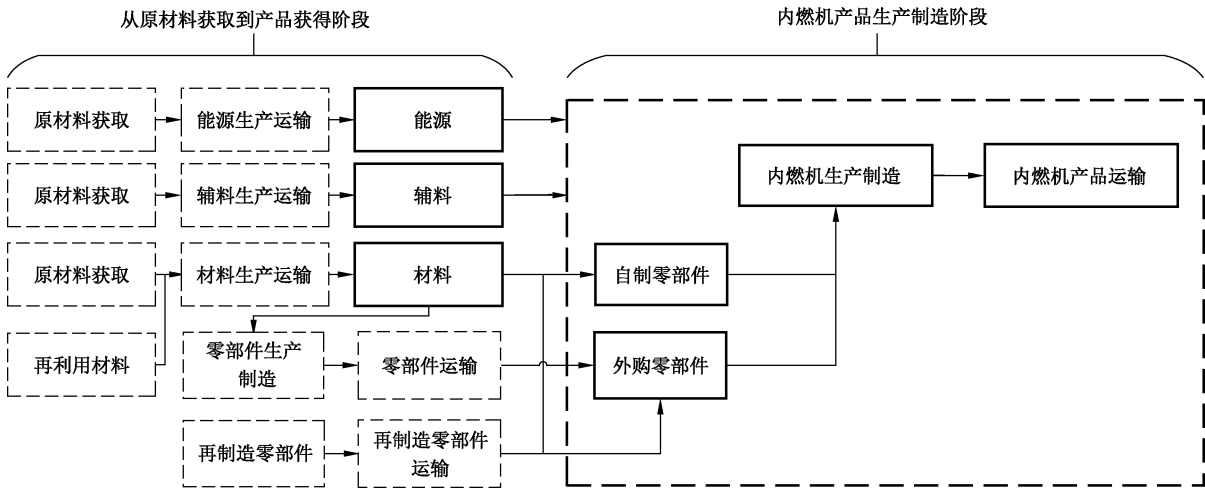 从原材料获取到产品获得阶段
内燃机产品生产制造阶段
原材料获取
能源生产运输
能源
原材料获取
辅料生产运输
辅料
内燃机生产制造
内燃机产品运输
原材料获取
材料生产运输
材料
自制零部件
再利用材料
零部件生产
制造
零部件运输
外购零部件
再制造零部件
再制造零部件
运输